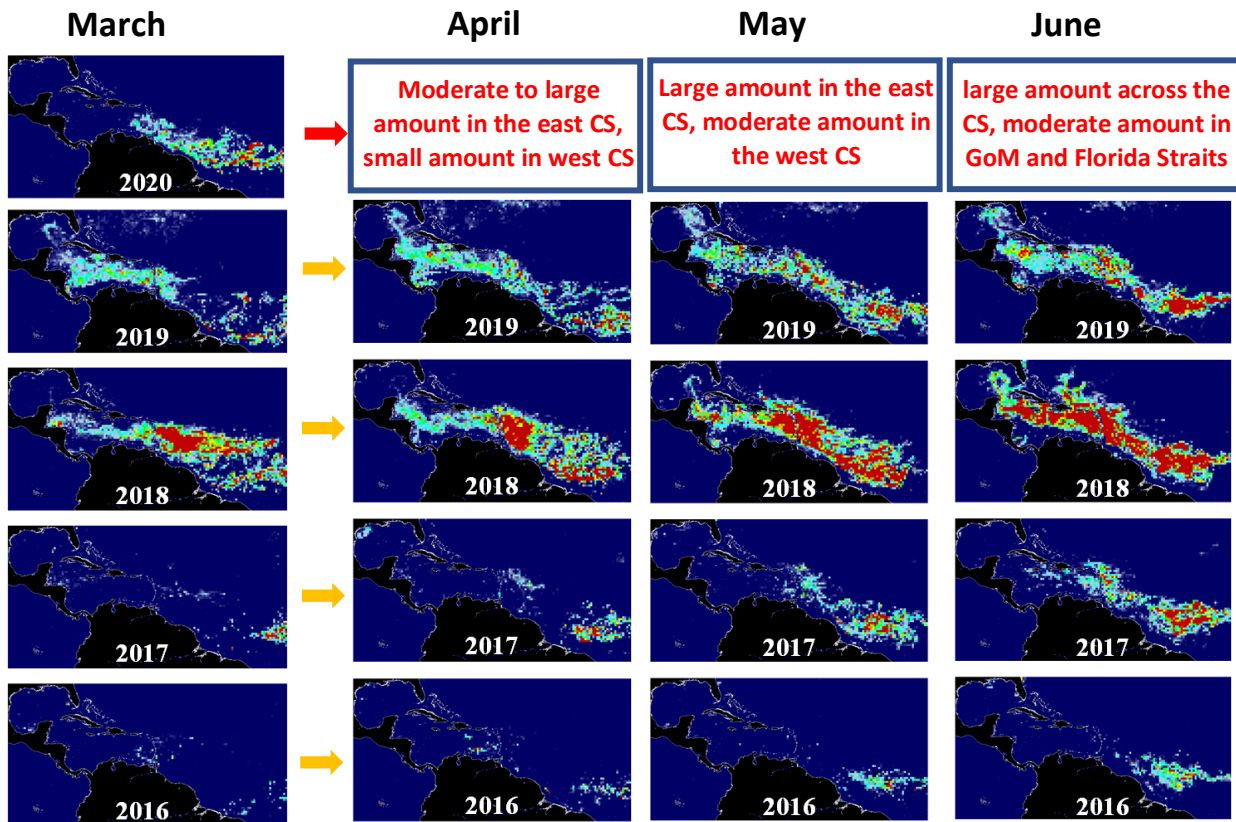 March
April
May
June
2020
Moderate to large
amount in the east CS,
small amount in west CS
Large amount in the east
CS, moderate amount in
the west CS
large amount across the
CS, moderate amount in
GoM and Florida Straits
2019
2019
2019
2019
2018
2018
2018
2018
2017
2017
2017
2017
2016
2016
2016
2016